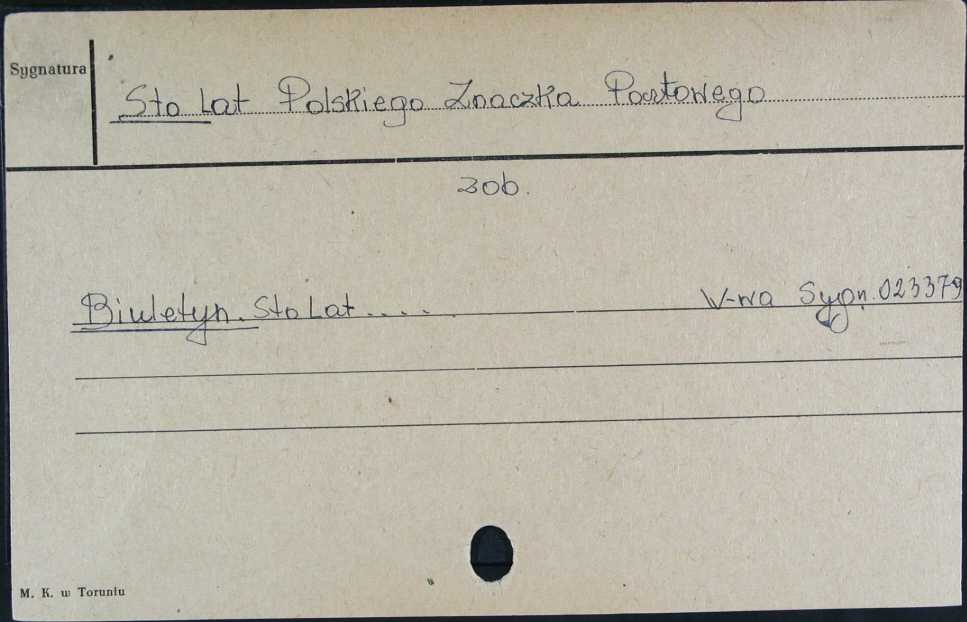 Sygnatura
Sto Lat Polskiego Znaczka Pocztowego
zob.
Biuletyn. Sto Lat..... W-wa Sygn. 023379
M. K. w Toruniu